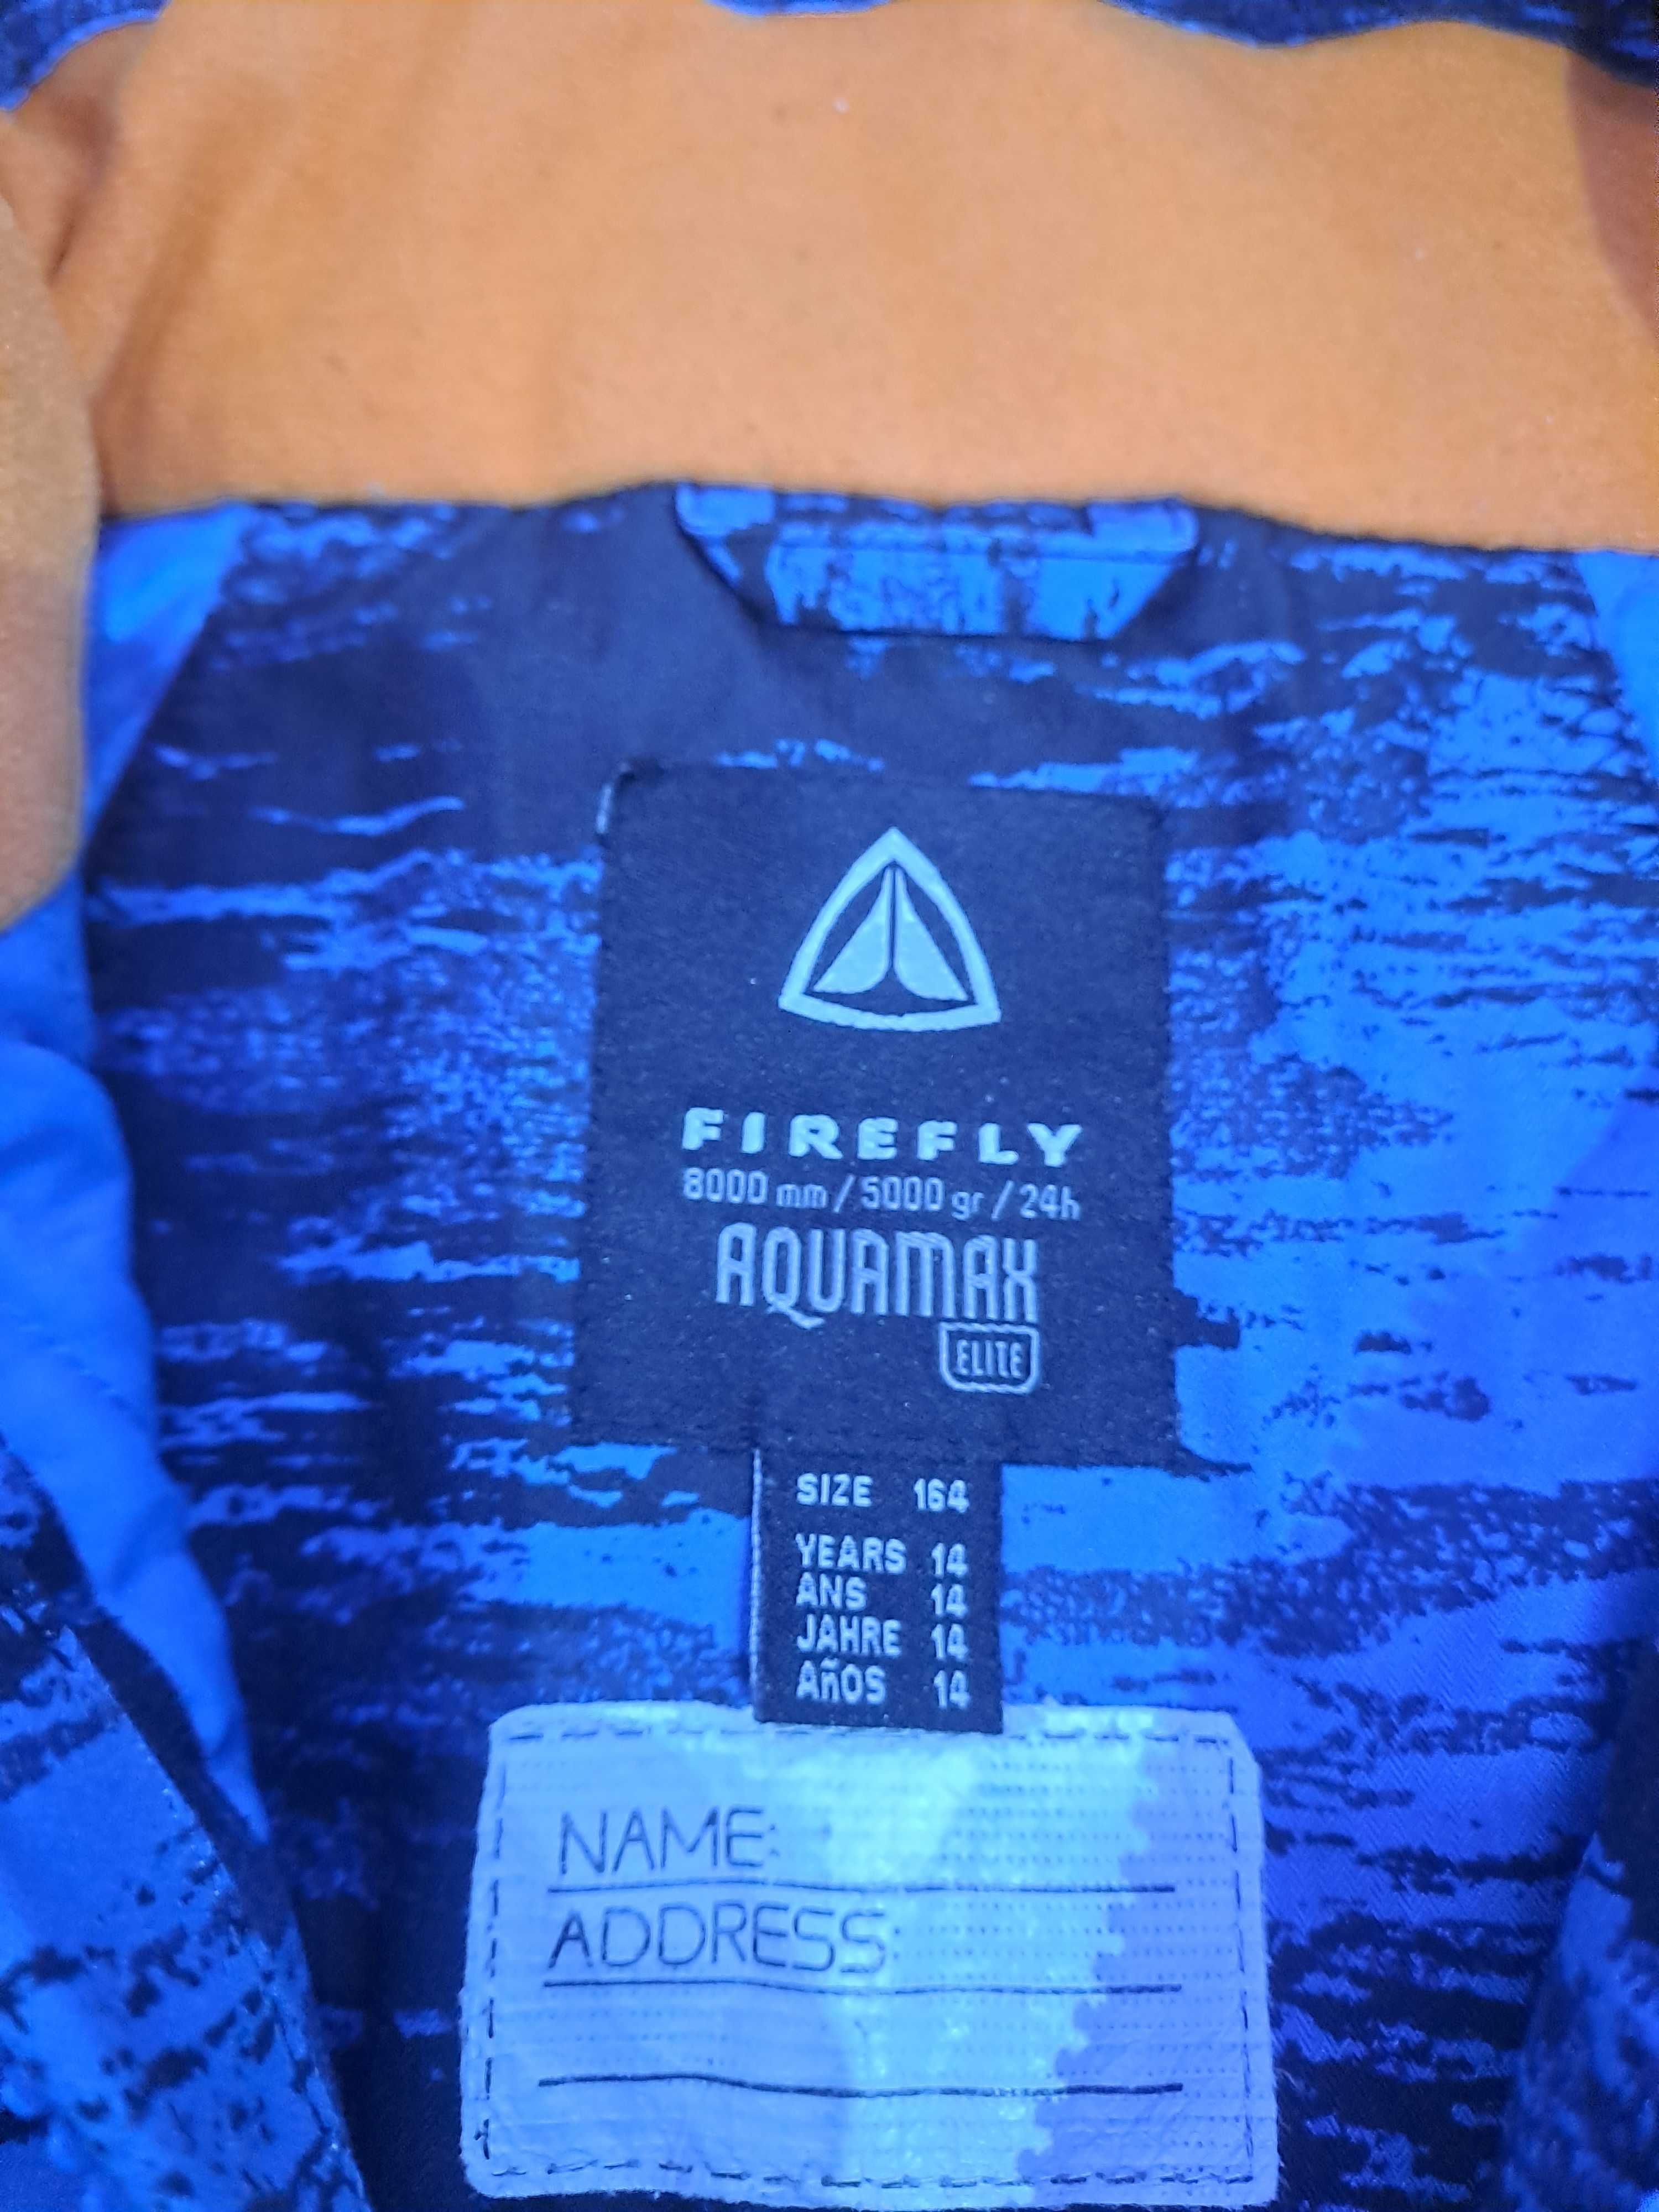 FIREFLY
8000 mm / 5000 gr / 24h
AQUAMAX
ELITE
SIZE 164
YEARS 14
ANS 14
JAHRE 14
AñOS 14
NAME:
ADDRESS: